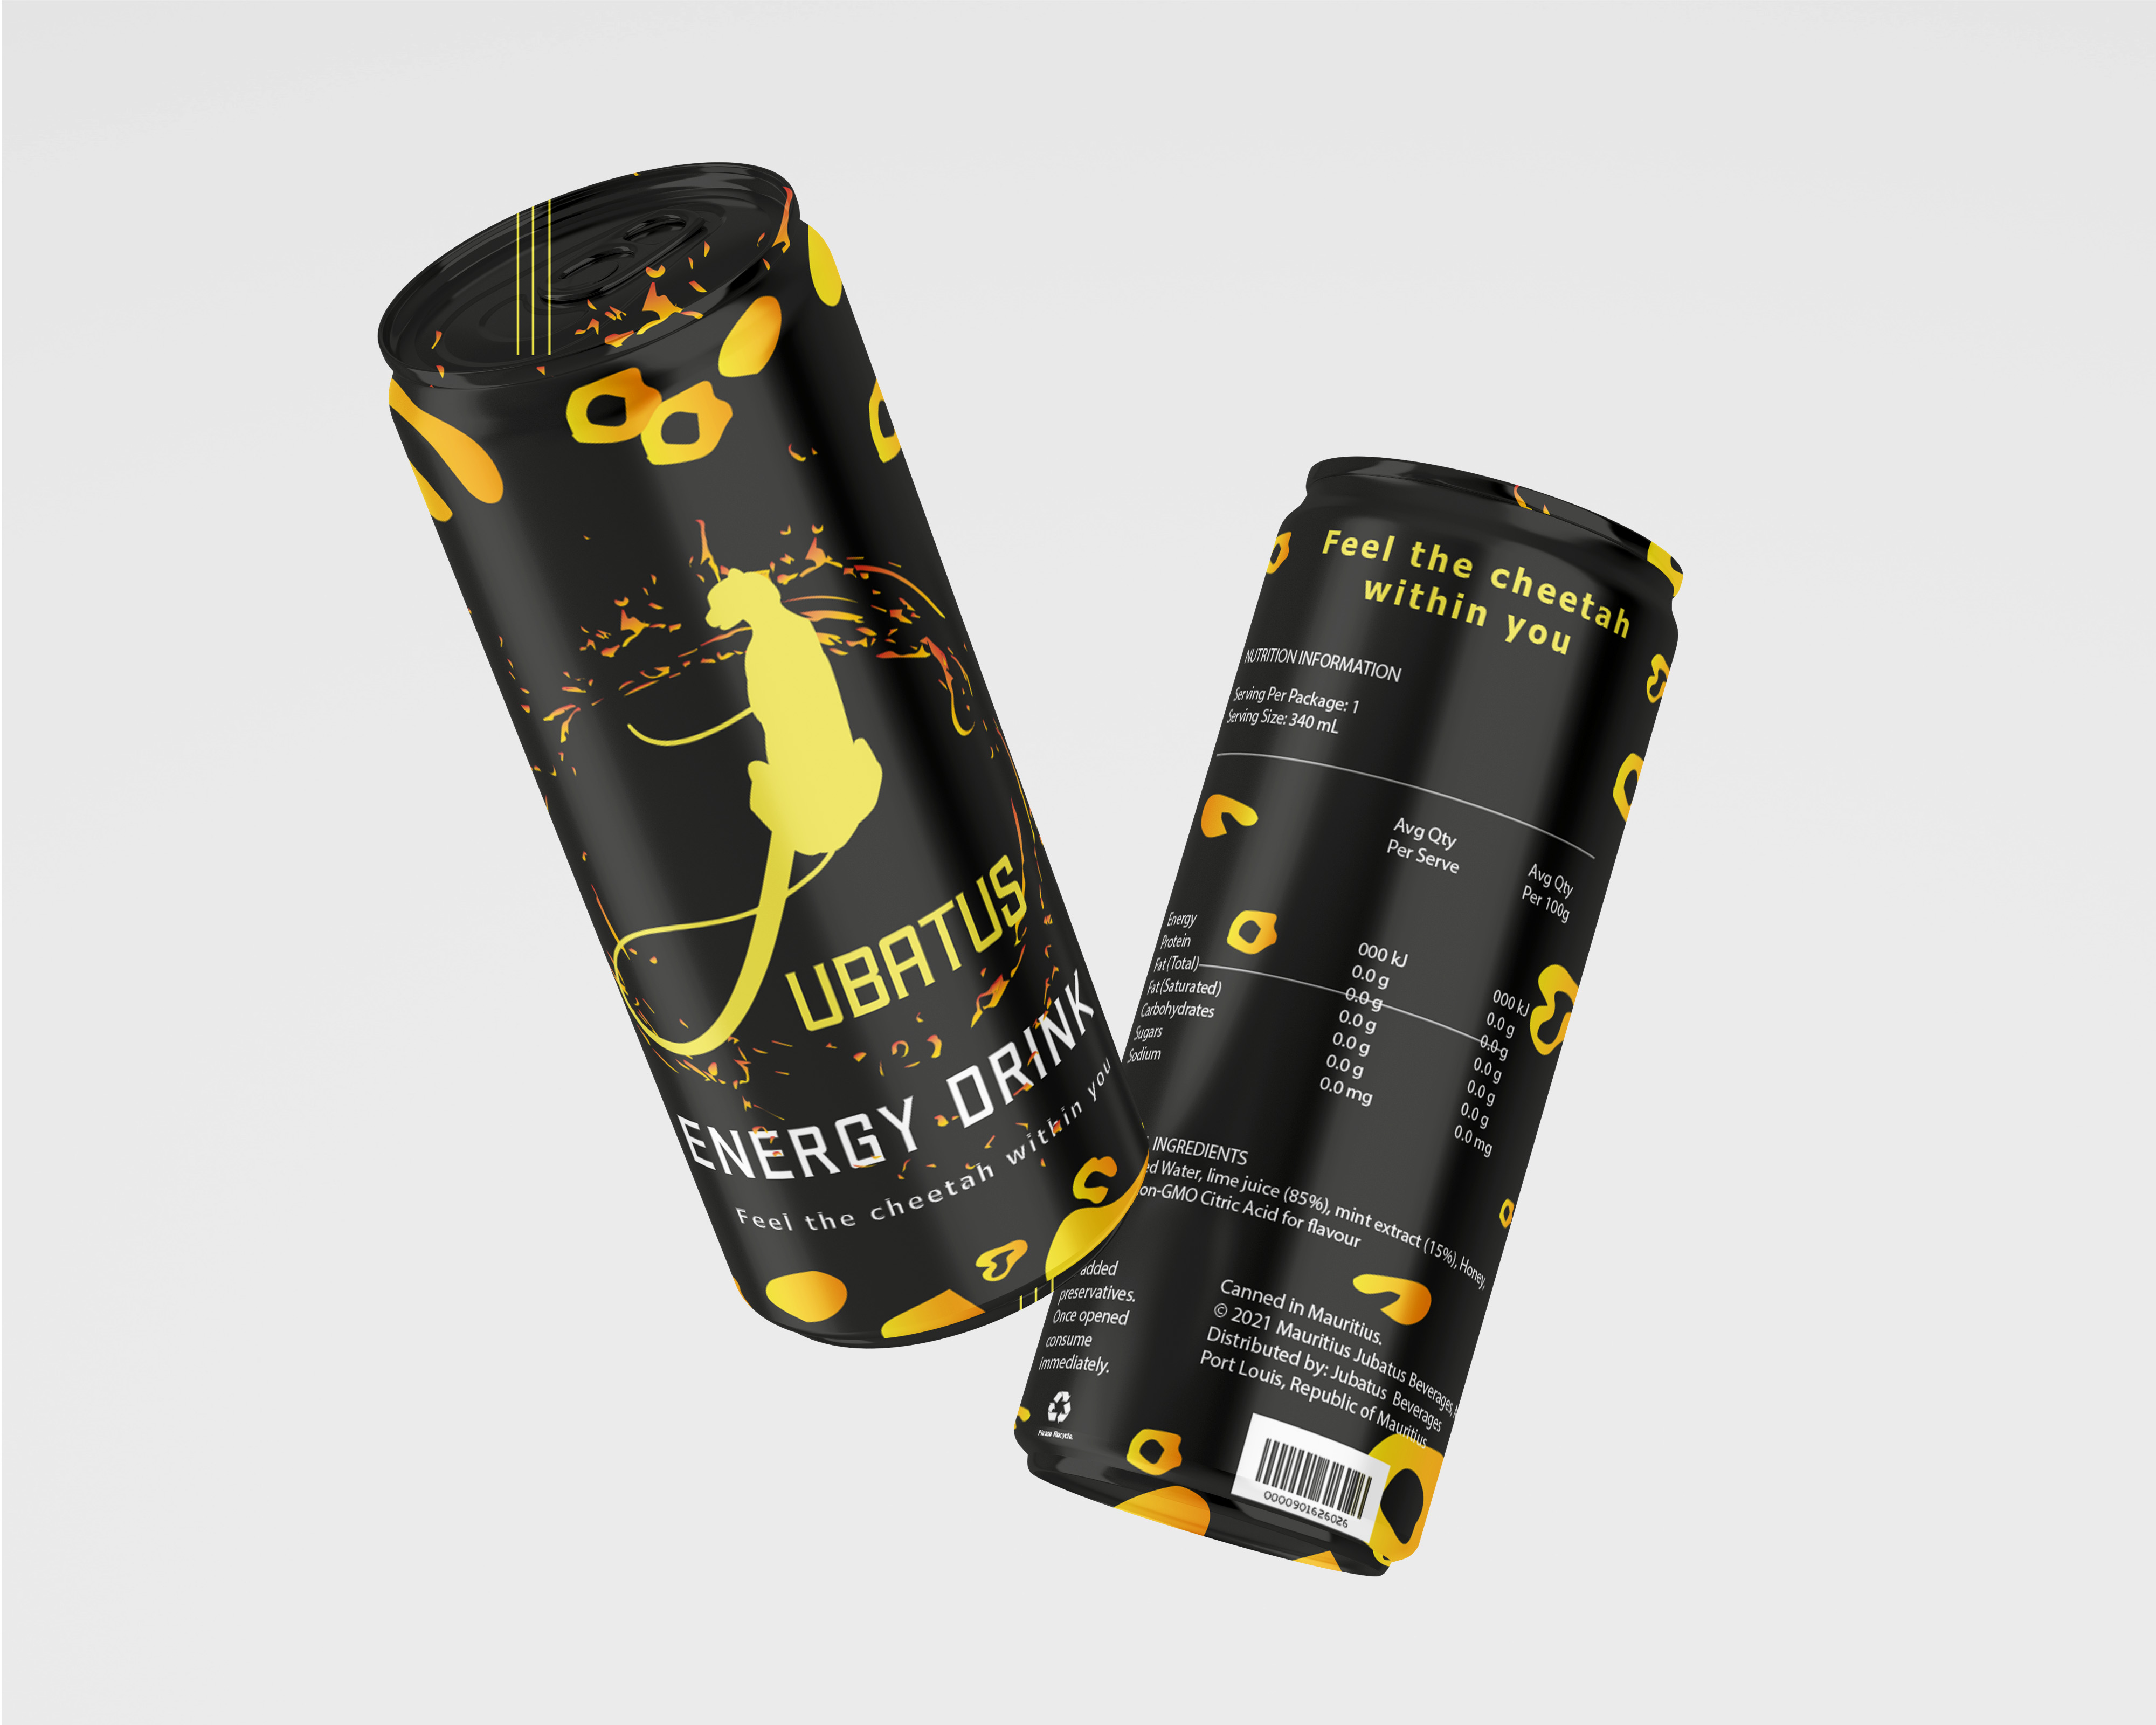 UBATUS
ENERGY DRINK
Feel the cheetah within you
Feel the cheetah
within you
NUTRITION INFORMATION
Serving Per Package: 1
Serving Size: 340 mL
Avg Qty
Per Serve
Avg Qty
Per 100g
Energy 000 kJ 000 kJ
Protein 0.0 g 0.0 g
Fat (Total) 0.0 g 0.0 g
Fat (Saturated) 0.0 g 0.0 g
Carbohydrates 0.0 g 0.0 g
Sugars 0.0 g 0.0 g
Sodium 0.0 mg 0.0 mg
INGREDIENTS
ed Water, lime juice (85%), mint extract (15%), Honey,
on-GMO Citric Acid for flavour
added
preservatives.
Once opened
consume
immediately.
Please Recycle.
Canned in Mauritius.
© 2021 Mauritius Jubatus Beverages,
Distributed by: Jubatus Beverages
Port Louis, Republic of Mauritius
0000901626026